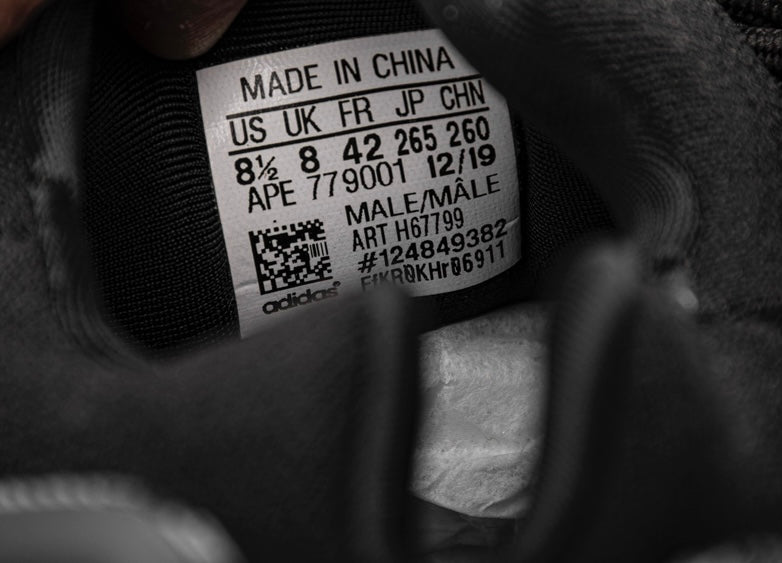 MADE IN CHINA
US UK FR JP CHN
8½ 8 42 265 260
APE 779001 12/19
MALE/MÂLE
ART H67799
#124849382
EfKR0KHr06911
adidas®